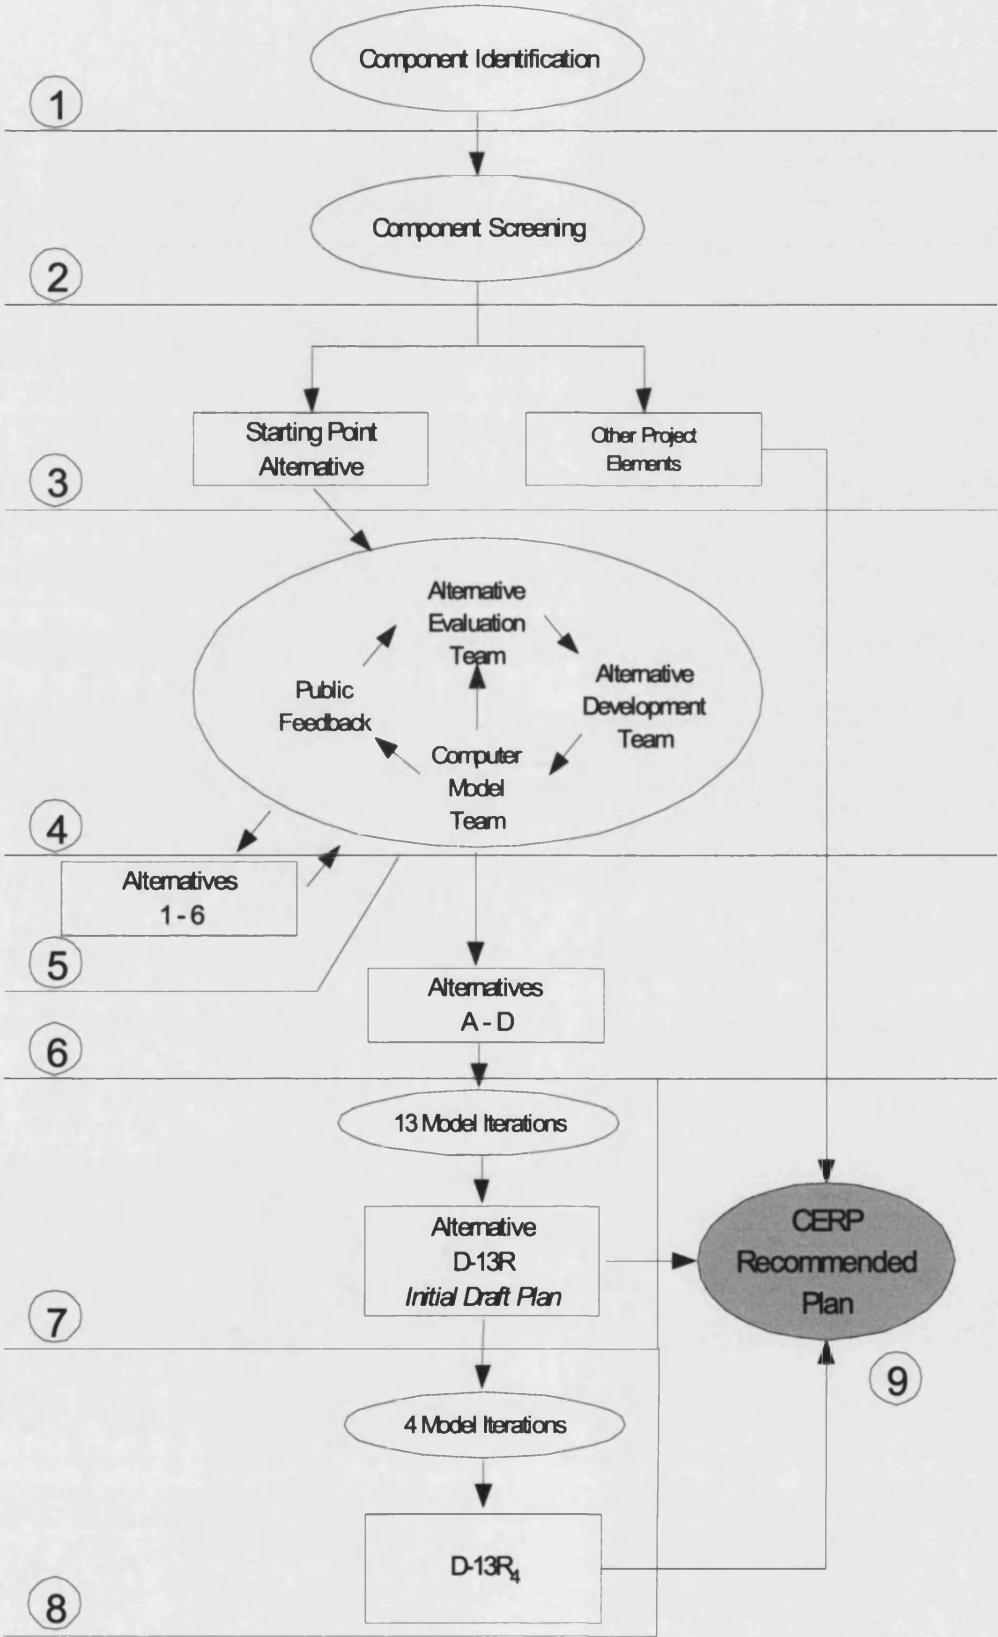 Component Identification
1
Component Screening
2
Starting Point
Alternative
Other Project
Elements
3
Alternative
Evaluation
Team
Public
Feedback
Alternative
Development
Team
Computer
Model
Team
4
Alternatives
1 - 6
5
Alternatives
A - D
6
13 Model Iterations
Alternative
D-13R
Initial Draft Plan
CERP
Recommended
Plan
7
9
4 Model Iterations
D-13R4
8